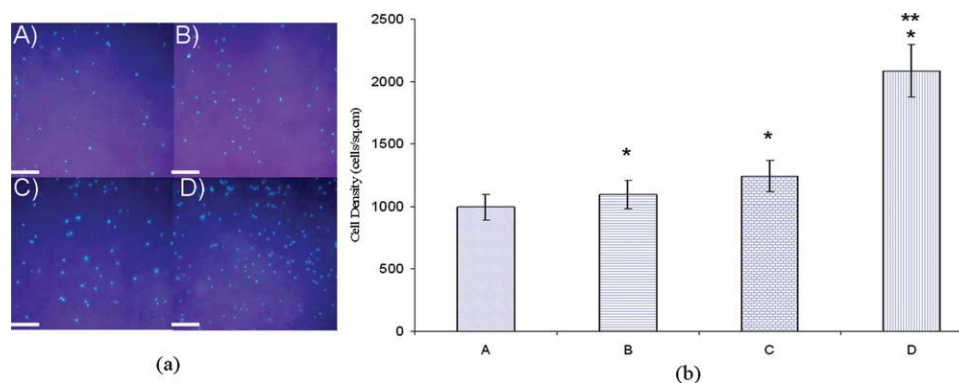 A)
B)
C)
D)
(a)
Cell Density (cells/sq.cm)
2500
2000
1500
1000
500
0
*
*
**
*
A
B
C
D
(b)